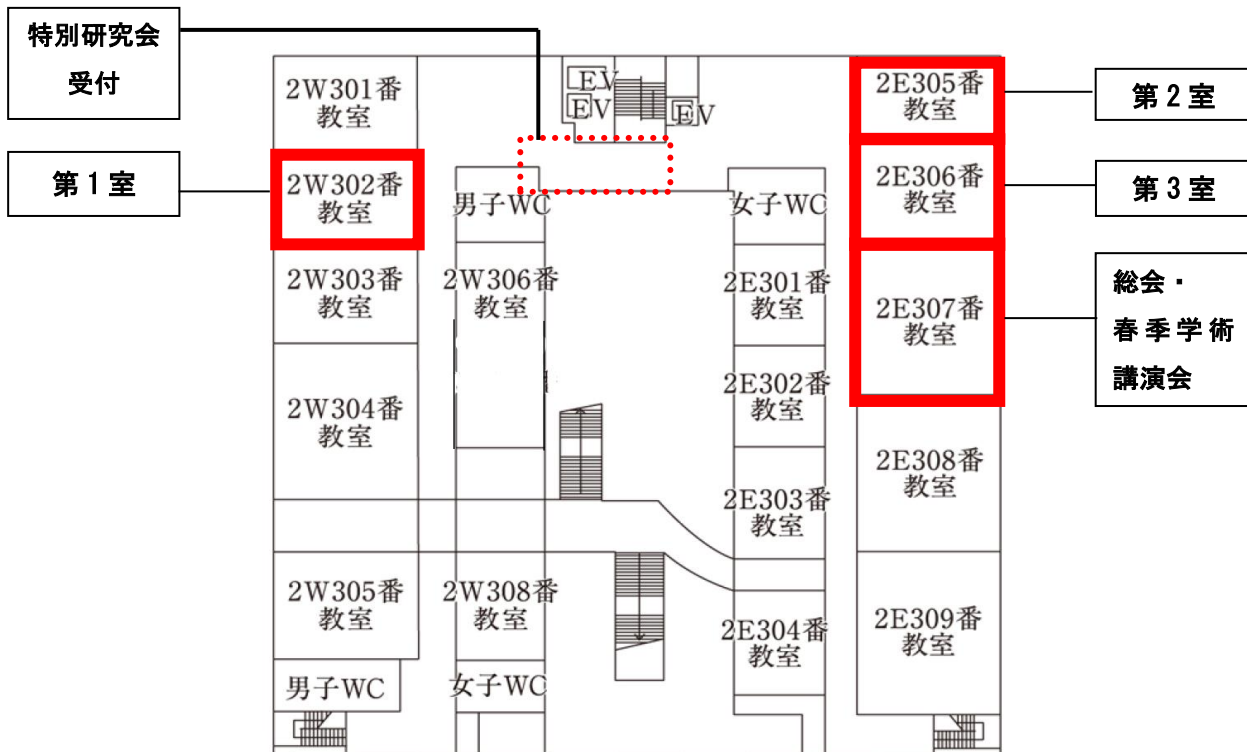 特別研究会
受付
第1室
2W301番
教室
2W302番
教室
2W303番
教室
2W304番
教室
2W305番
教室
男子WC
男子WC
2W306番
教室
2W308番
教室
女子WC
EV
EV
EV
女子WC
2E301番
教室
2E302番
教室
2E303番
教室
2E304番
教室
2E305番
教室
2E306番
教室
2E307番
教室
2E308番
教室
2E309番
教室
第2室
第3室
総会・
春季学術
講演会